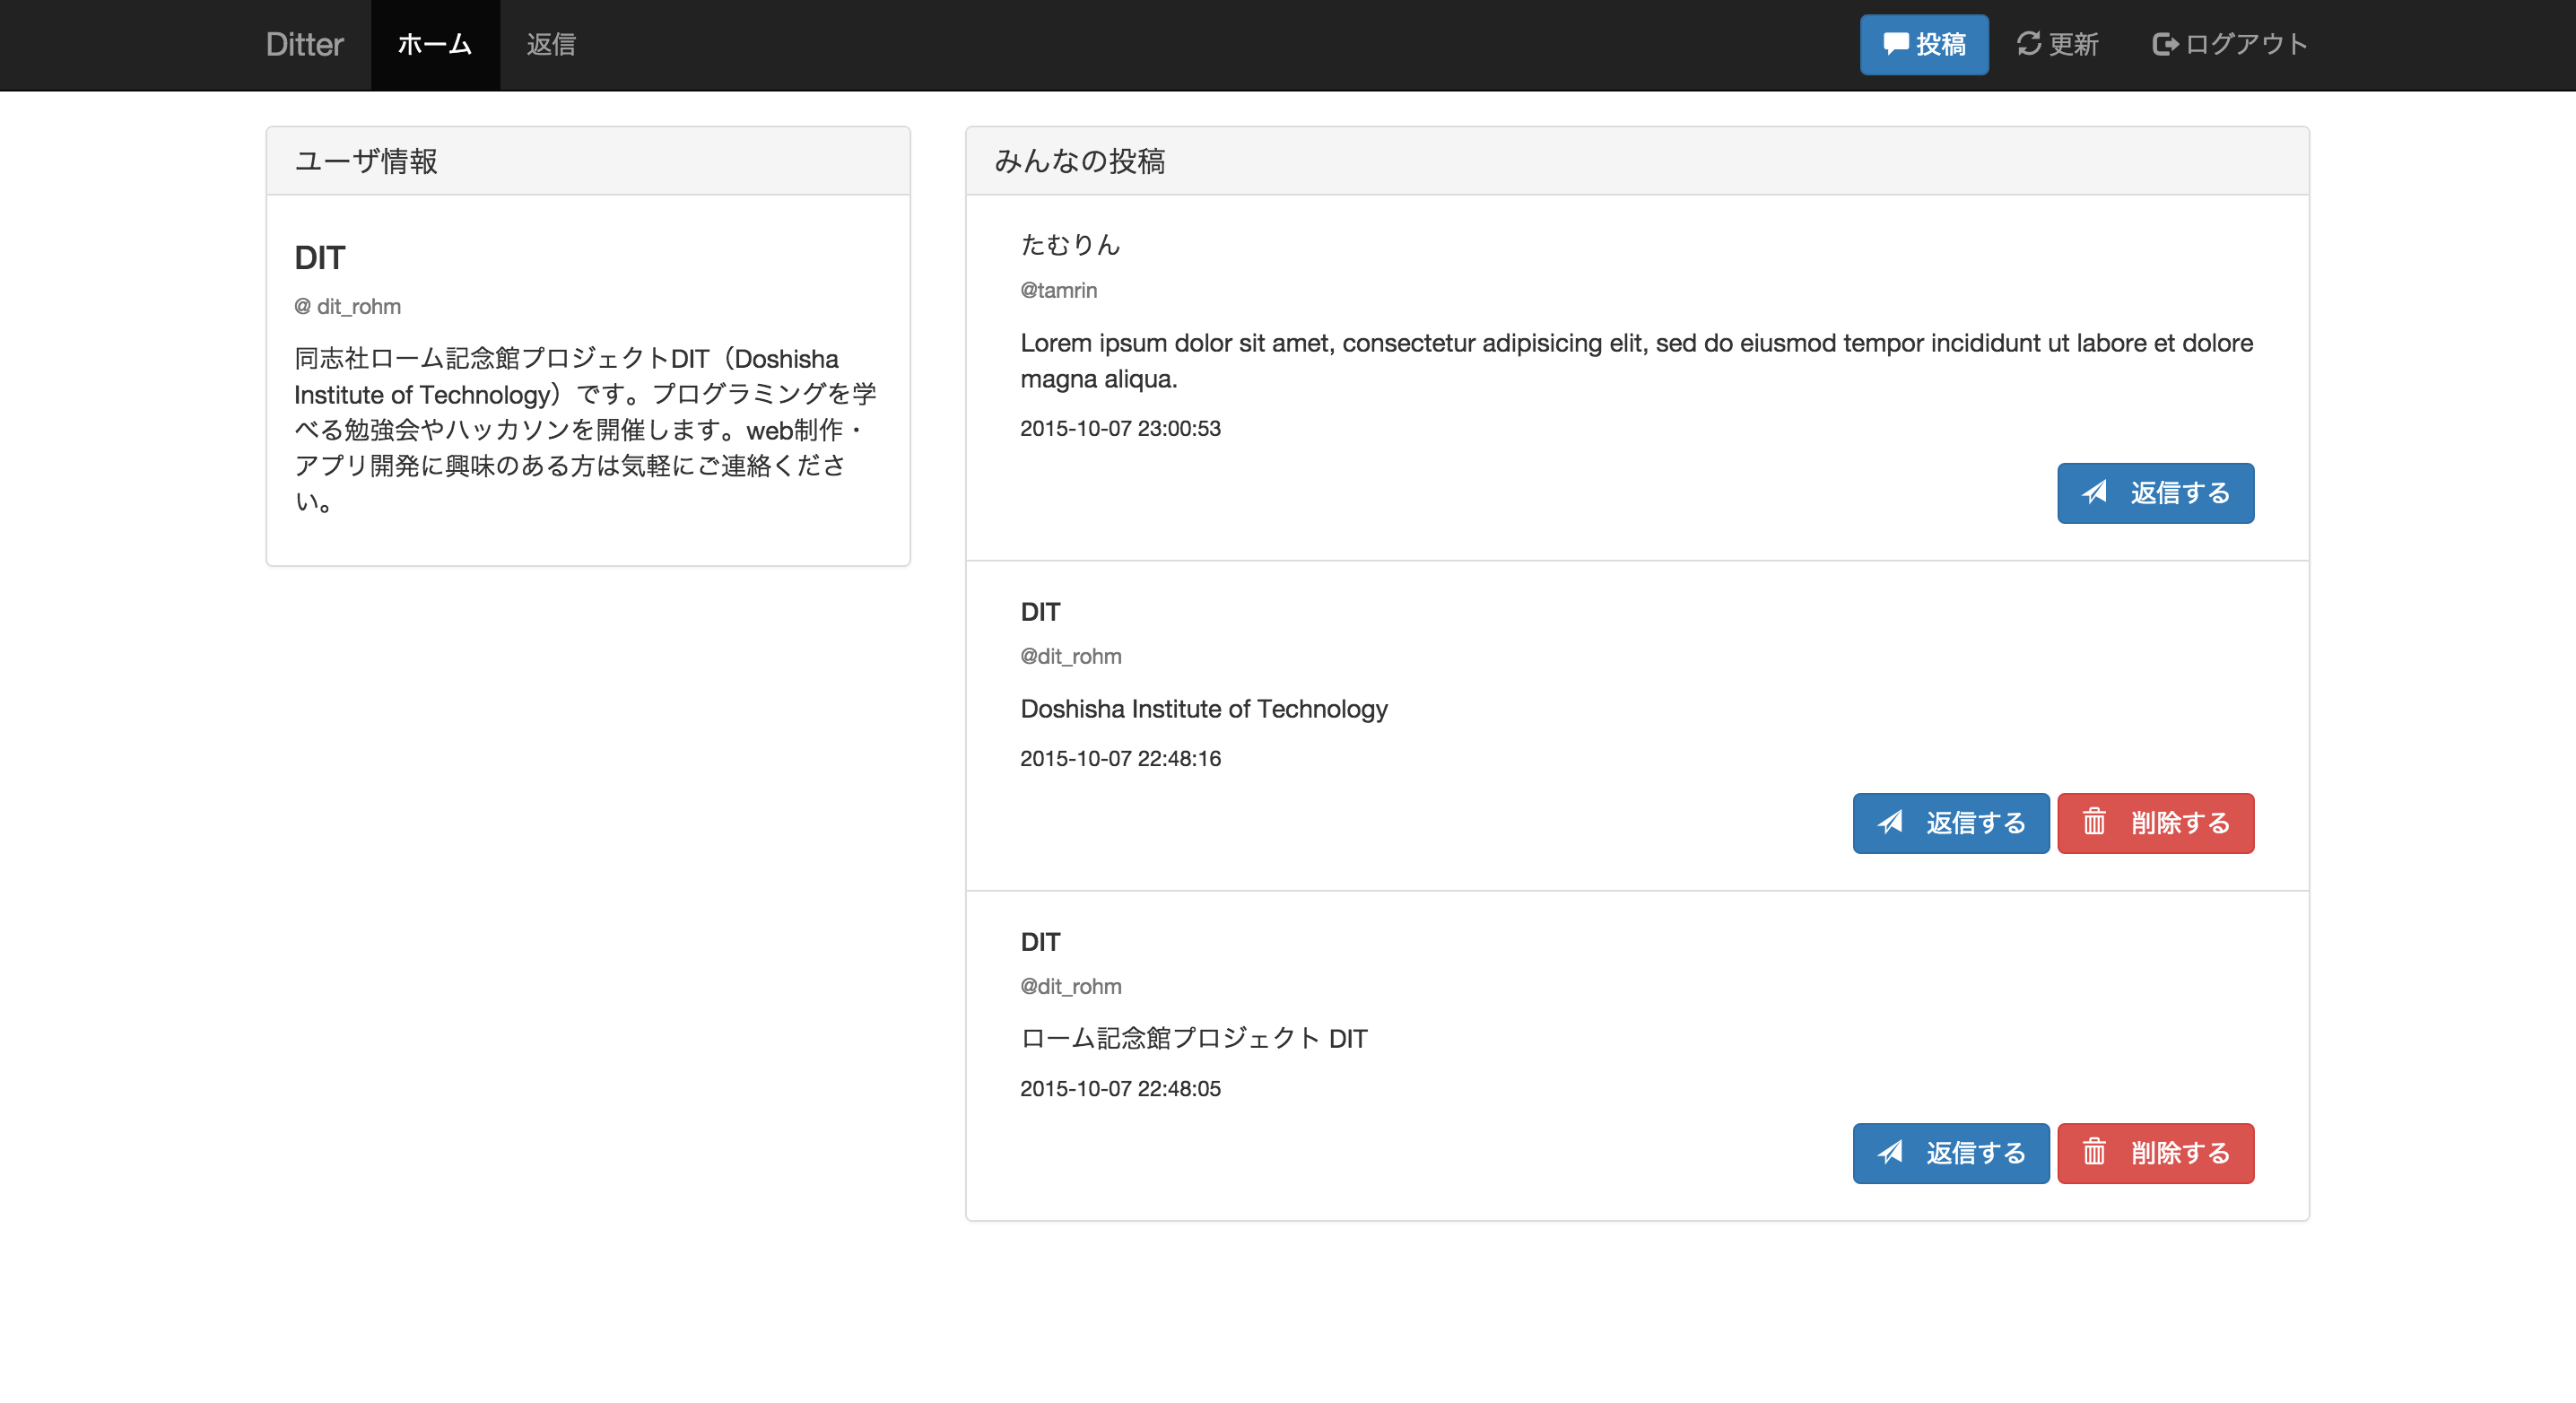 Ditter ホーム 返信 投稿 更新 ログアウト
ユーザ情報
DIT
@ dit_rohm
同志社ローム記念館プロジェクトDIT（Doshisha
Institute of Technology）です。プログラミングを学
べる勉強会やハッカソンを開催します。web制作・
アプリ開発に興味のある方は気軽にご連絡くださ
い。
みんなの投稿
たむりん
@tamrin
Lorem ipsum dolor sit amet, consectetur adipisicing elit, sed do eiusmod tempor incididunt ut labore et dolore
magna aliqua.
2015-10-07 23:00:53
返信する
DIT
@dit_rohm
Doshisha Institute of Technology
2015-10-07 22:48:16
返信する 削除する
DIT
@dit_rohm
ローム記念館プロジェクト DIT
2015-10-07 22:48:05
返信する 削除する